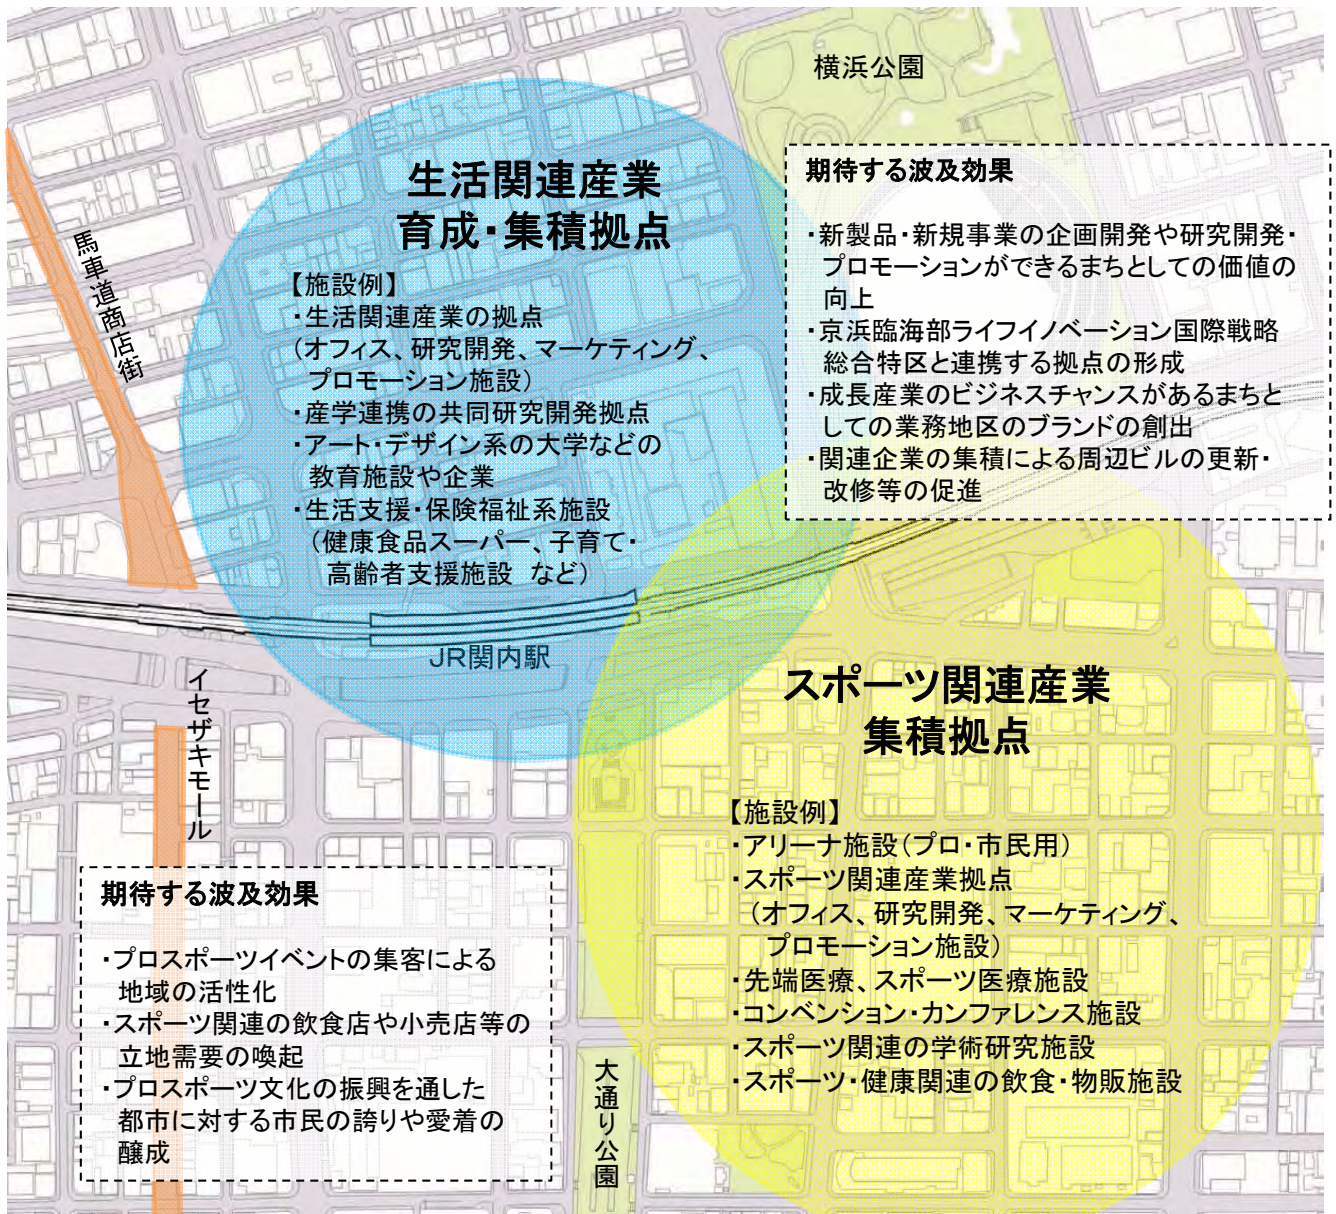 横浜公園
生活関連産業
育成・集積拠点
【施設例】
・生活関連産業の拠点
(オフィス、研究開発、マーケティング、
プロモーション施設)
・産学連携の共同研究開発拠点
・アート・デザイン系の大学などの
教育施設や企業
・生活支援・保険福祉系施設
(健康食品スーパー、子育て・
高齢者支援施設 など)
期待する波及効果
・新製品・新規事業の企画開発や研究開発・
プロモーションができるまちとしての価値の
向上
・京浜臨海部ライフイノベーション国際戦略
総合特区と連携する拠点の形成
・成長産業のビジネスチャンスがあるまちと
しての業務地区のブランドの創出
・関連企業の集積による周辺ビルの更新・
改修等の促進
馬車道商店街
JR関内駅
イセザキモール
スポーツ関連産業
集積拠点
【施設例】
・アリーナ施設(プロ・市民用)
・スポーツ関連産業拠点
(オフィス、研究開発、マーケティング、
プロモーション施設)
・先端医療、スポーツ医療施設
・コンベンション・カンファレンス施設
・スポーツ関連の学術研究施設
・スポーツ・健康関連の飲食・物販施設
期待する波及効果
・プロスポーツイベントの集客による
地域の活性化
・スポーツ関連の飲食店や小売店等の
立地需要の喚起
・プロスポーツ文化の振興を通した
都市に対する市民の誇りや愛着の
醸成
大通り公園